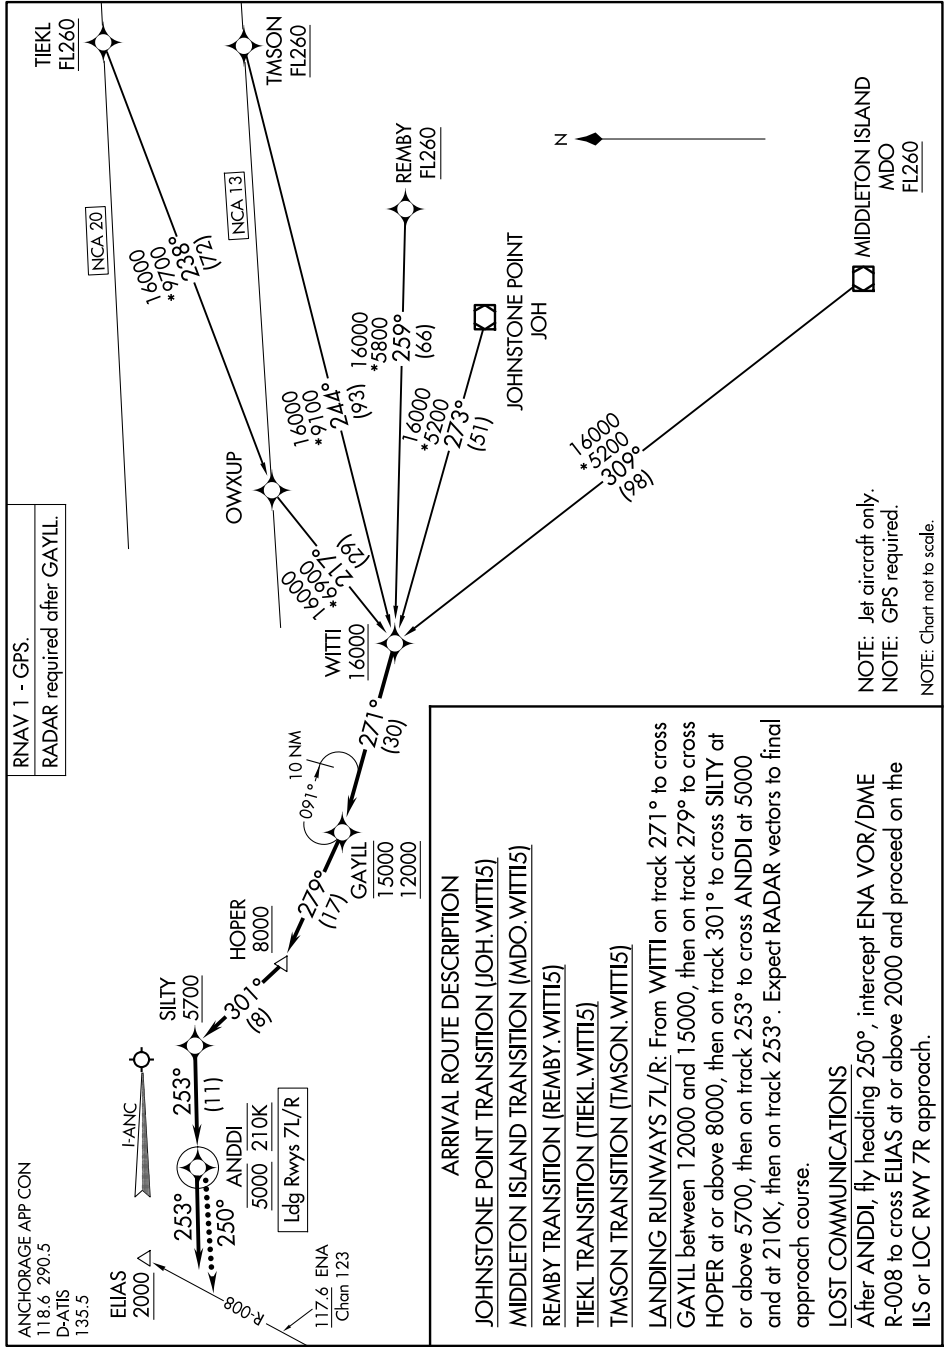 RNAV 1 - GPS.
RADAR required after GAYLL.
ANCHORAGE APP CON
118.6 290.5
D-ATIS
135.5
TIEKL
FL260
TMSON
FL260
NCA 20
NCA 13
16000
*9700
238°
(72)
REMBY
FL260
N
MIDDLETON ISLAND
MDO
FL260
OWXUP
16000
*9100
244°
(93)
16000
*5800
259°
(66)
JOHNSTONE POINT
JOH
16000
*5200
273°
(51)
16000
*6900
217°
(29)
16000
*5200
309°
(98)
WITTI
16000
271°
(30)
10 NM
091°
GAYLL
15000
12000
279°
(17)
HOPER
8000
301°
(8)
SILTY
5700
I-ANC
253°
(11)
ANDDI
5000 210K
Ldg Rwys 7L/R
253°
250°
ELIAS
2000
R-008
117.6 ENA
Chan 123
NOTE: Jet aircraft only.
NOTE: GPS required.
NOTE: Chart not to scale.
ARRIVAL ROUTE DESCRIPTION
JOHNSTONE POINT TRANSITION (JOH.WITTI5)
MIDDLETON ISLAND TRANSITION (MDO.WITTI5)
REMBY TRANSITION (REMBY.WITTI5)
TIEKL TRANSITION (TIEKL.WITTI5)
TMSON TRANSITION (TMSON.WITTI5)
LANDING RUNWAYS 7L/R: From WITTI on track 271° to cross
GAYLL between 12000 and 15000, then on track 279° to cross
HOPER at or above 8000, then on track 301° to cross SILTY at
or above 5700, then on track 253° to cross ANDDI at 5000
and at 210K, then on track 253°. Expect RADAR vectors to final
approach course.
LOST COMMUNICATIONS
After ANDDI, fly heading 250°, intercept ENA VOR/DME
R-008 to cross ELIAS at or above 2000 and proceed on the
ILS or LOC RWY 7R approach.